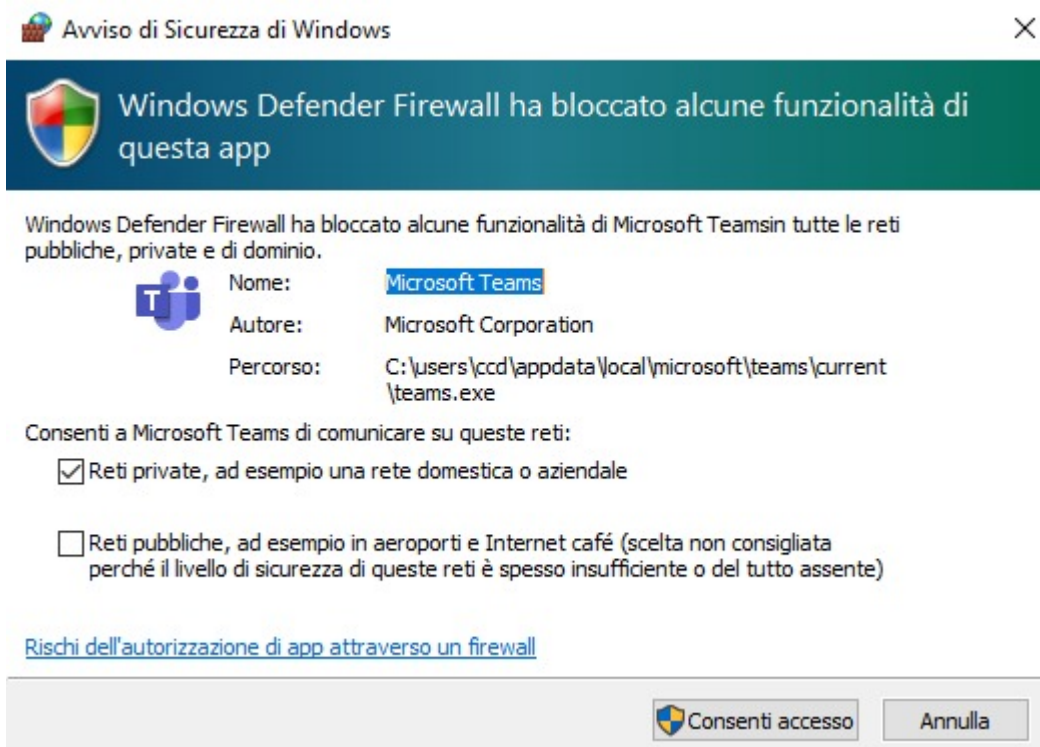 Avviso di Sicurezza di Windows
Windows Defender Firewall ha bloccato alcune funzionalità di
questa app
Windows Defender Firewall ha bloccato alcune funzionalità di Microsoft Teamsin tutte le reti
pubbliche, private e di dominio.
T
Nome: Microsoft Teams
Autore: Microsoft Corporation
Percorso: C:\users\ccd\appdata\local\microsoft\teams\current
\teams.exe
Consenti a Microsoft Teams di comunicare su queste reti:
Reti private, ad esempio una rete domestica o aziendale
Reti pubbliche, ad esempio in aeroporti e Internet café (scelta non consigliata
perché il livello di sicurezza di queste reti è spesso insufficiente o del tutto assente)
Rischi dell'autorizzazione di app attraverso un firewall
Consenti accesso Annulla